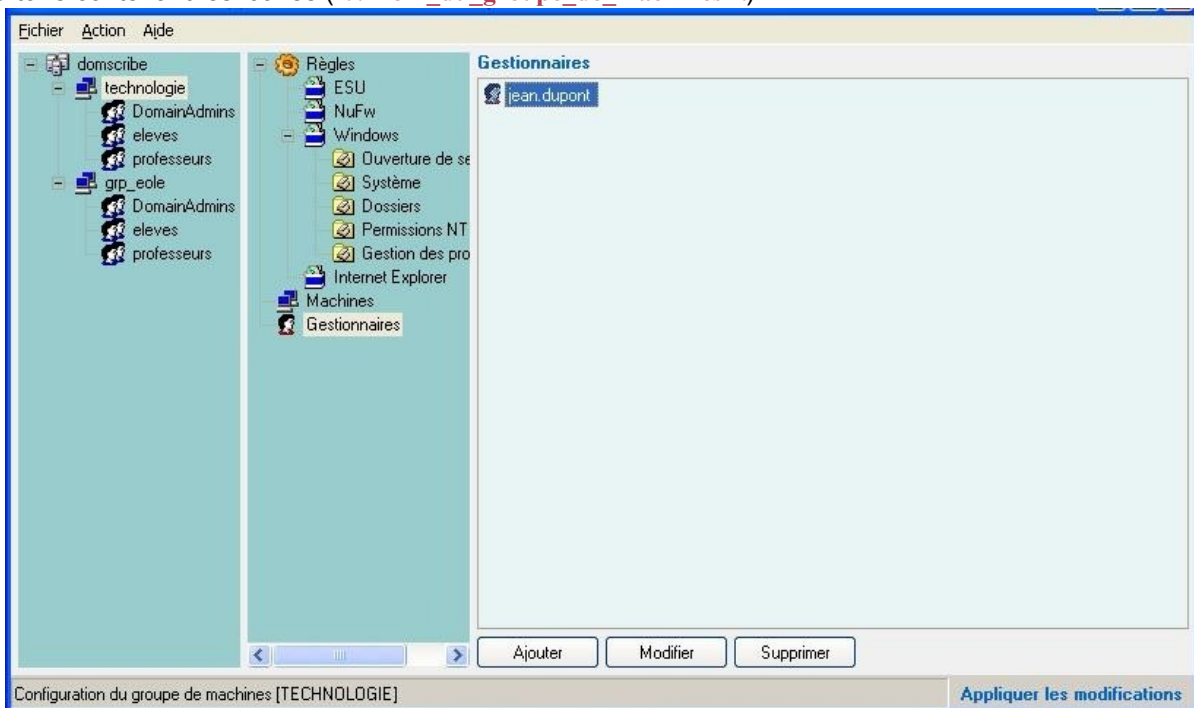 Fichier Action Aide
domscribe
technologie
DomainAdmins
eleves
professeurs
grp_eole
DomainAdmins
eleves
professeurs
Règles
ESU
NuFw
Windows
Ouverture de se
Système
Dossiers
Permissions NT
Gestion des pro
Internet Explorer
Machines
Gestionnaires
Gestionnaires
jean.dupont
Ajouter Modifier Supprimer
Configuration du groupe de machines [TECHNOLOGIE] Appliquer les modifications